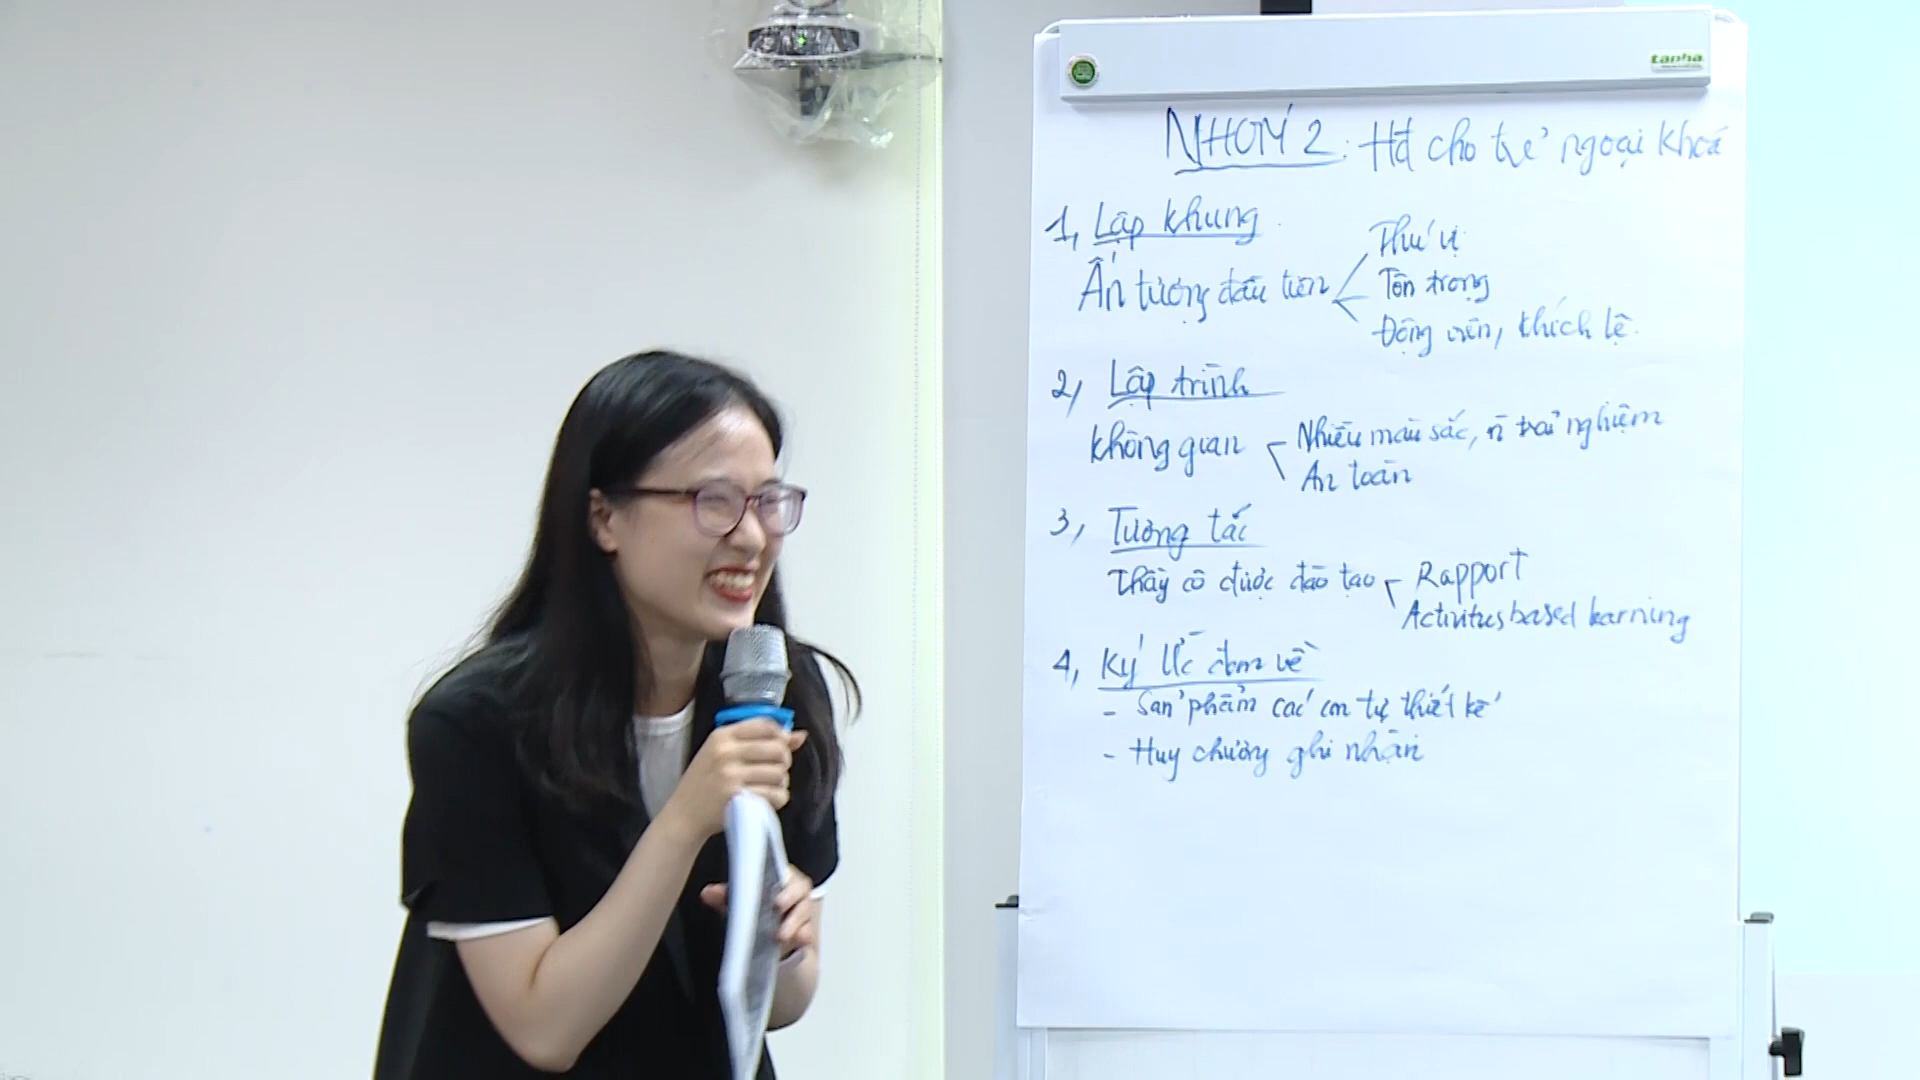 tanha
NHÓM 2: Hđ cho trẻ ngoại khoá
1, Lập khung
Ấn tượng đầu tiên
Thú vị
Tôn trọng
Động viên, khích lệ.
2, Lập trình
không gian
Nhiều màu sắc, n trải nghiệm
An toàn
3, Tương tác
Thầy cô được đào tạo
Rapport
Activities based learning
4, Ký ức đem về
- Sản phẩm các con tự thiết kế
- Huy chương ghi nhận